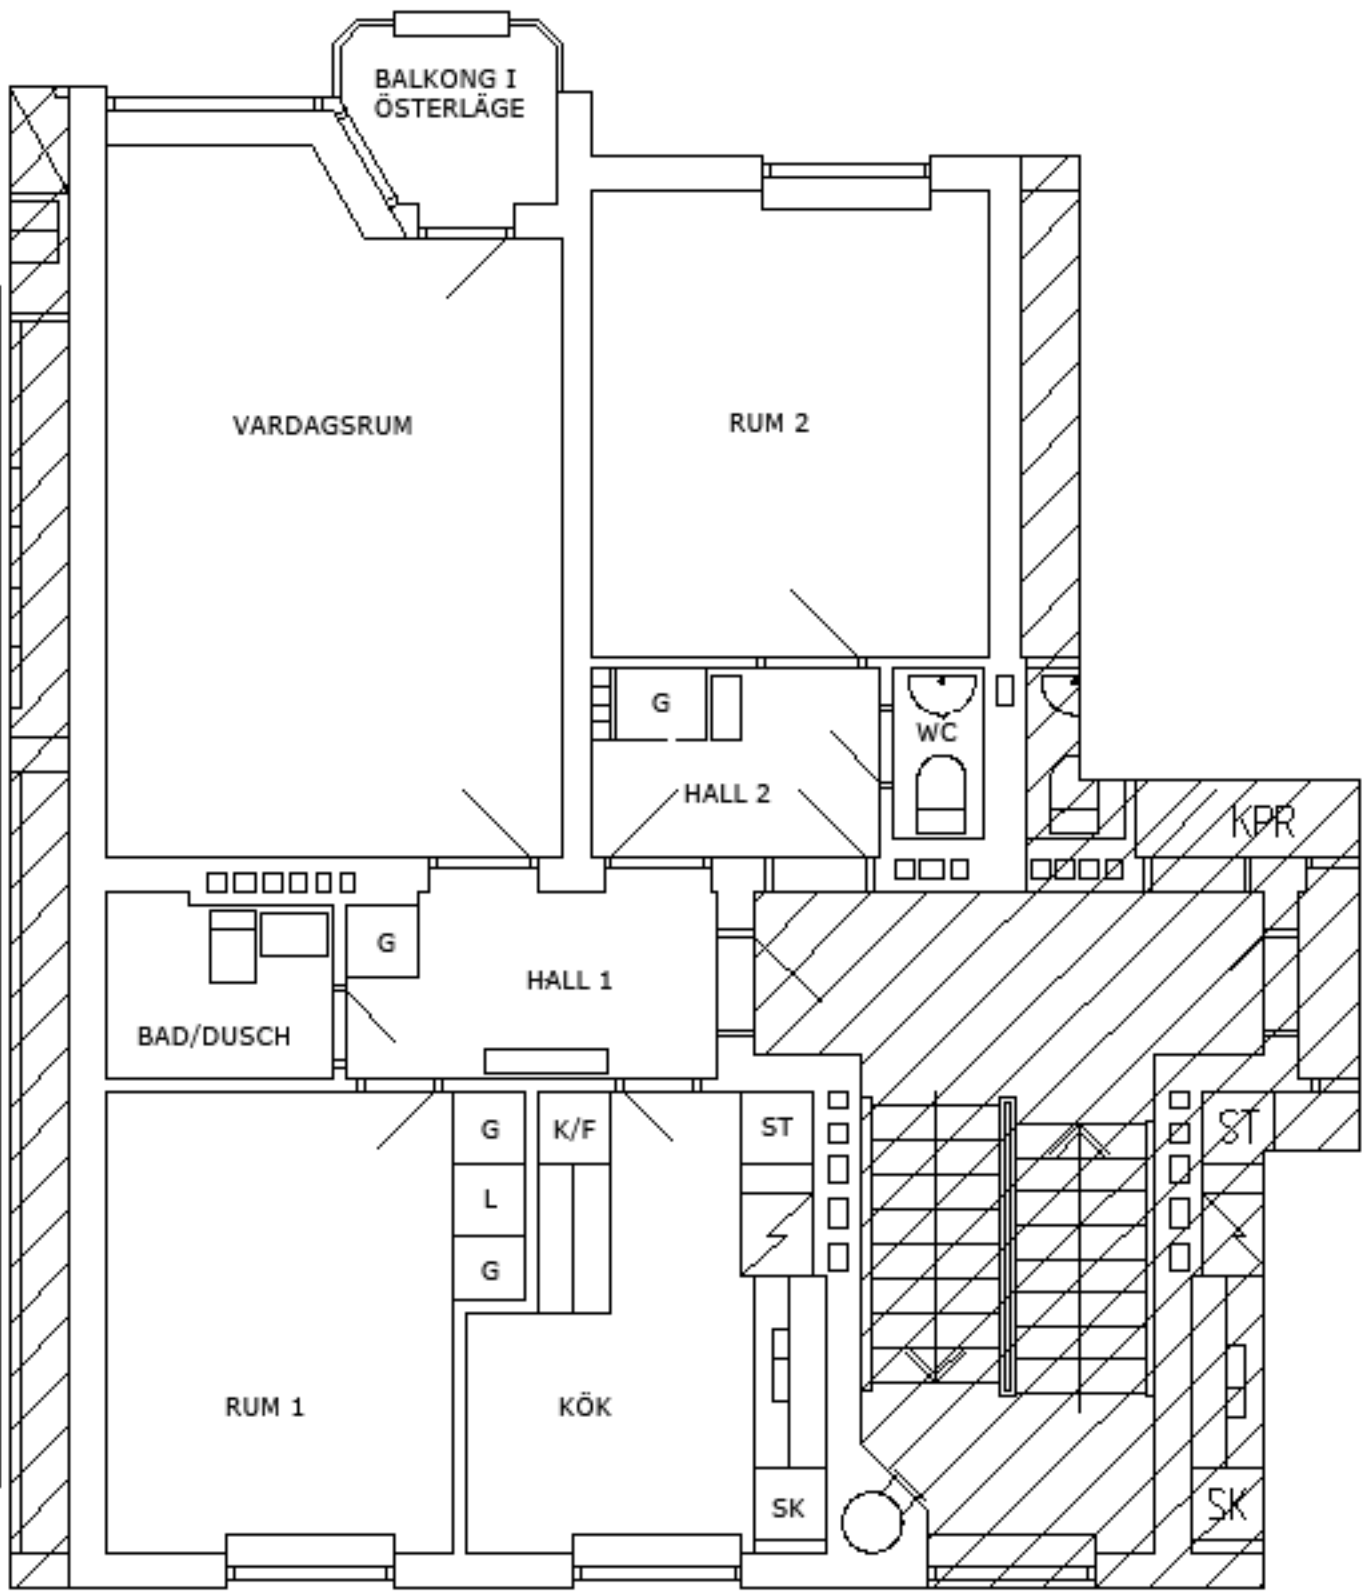 BALKONG I
ÖSTERLÄGE
VARDAGSRUM
RUM 2
G
WC
HALL 2
KPR
G
HALL 1
BAD/DUSCH
G
K/F
ST
ST
L
G
RUM 1
KÖK
SK
SK